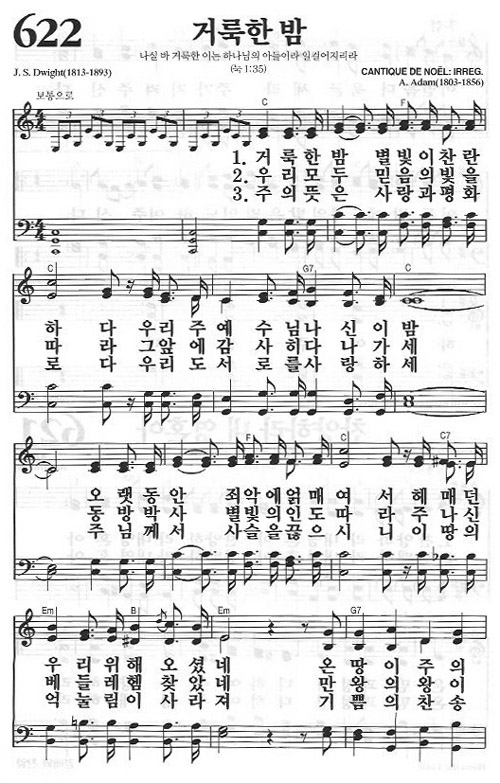 622 거룩한 밤
나실 바 거룩한 이는 하나님의 아들이라 일컬어지리라
(눅 1:35)
J. S. Dwight(1813-1893)
CANTIQUE DE NOËL: IRREG.
A. Adam(1803-1856)
보통으로
C
1. 거 룩 한 밤 별 빛 이 찬 란
2. 우 리 모 두 믿 음 의 빛 을
3. 주 의 뜻 은 사 랑 과 평 화
C G7 C
하 다 우 리 주 예 수 님 나 신 이 밤
따 라 그 앞 에 감 사 나 가 세
로 다 우 리 도 서 로 사 랑 하 세
F C C7
오 랫 동 안 죄 악 에 얽 매 여 서 헤 매 던
동 방 박 사 별 빛 의 인 도 따 라 주 나 신
주 님 께 서 사 슬 을 끊 으 시 니 이 땅 의
Em B Em G7
우 리 위 해 오 셨 네 온 땅 이 주 의
베 들 레 헴 찾 았 네 만 왕 의 왕 이
억 눌 림 이 사 라 져 기 쁨 의 찬 송